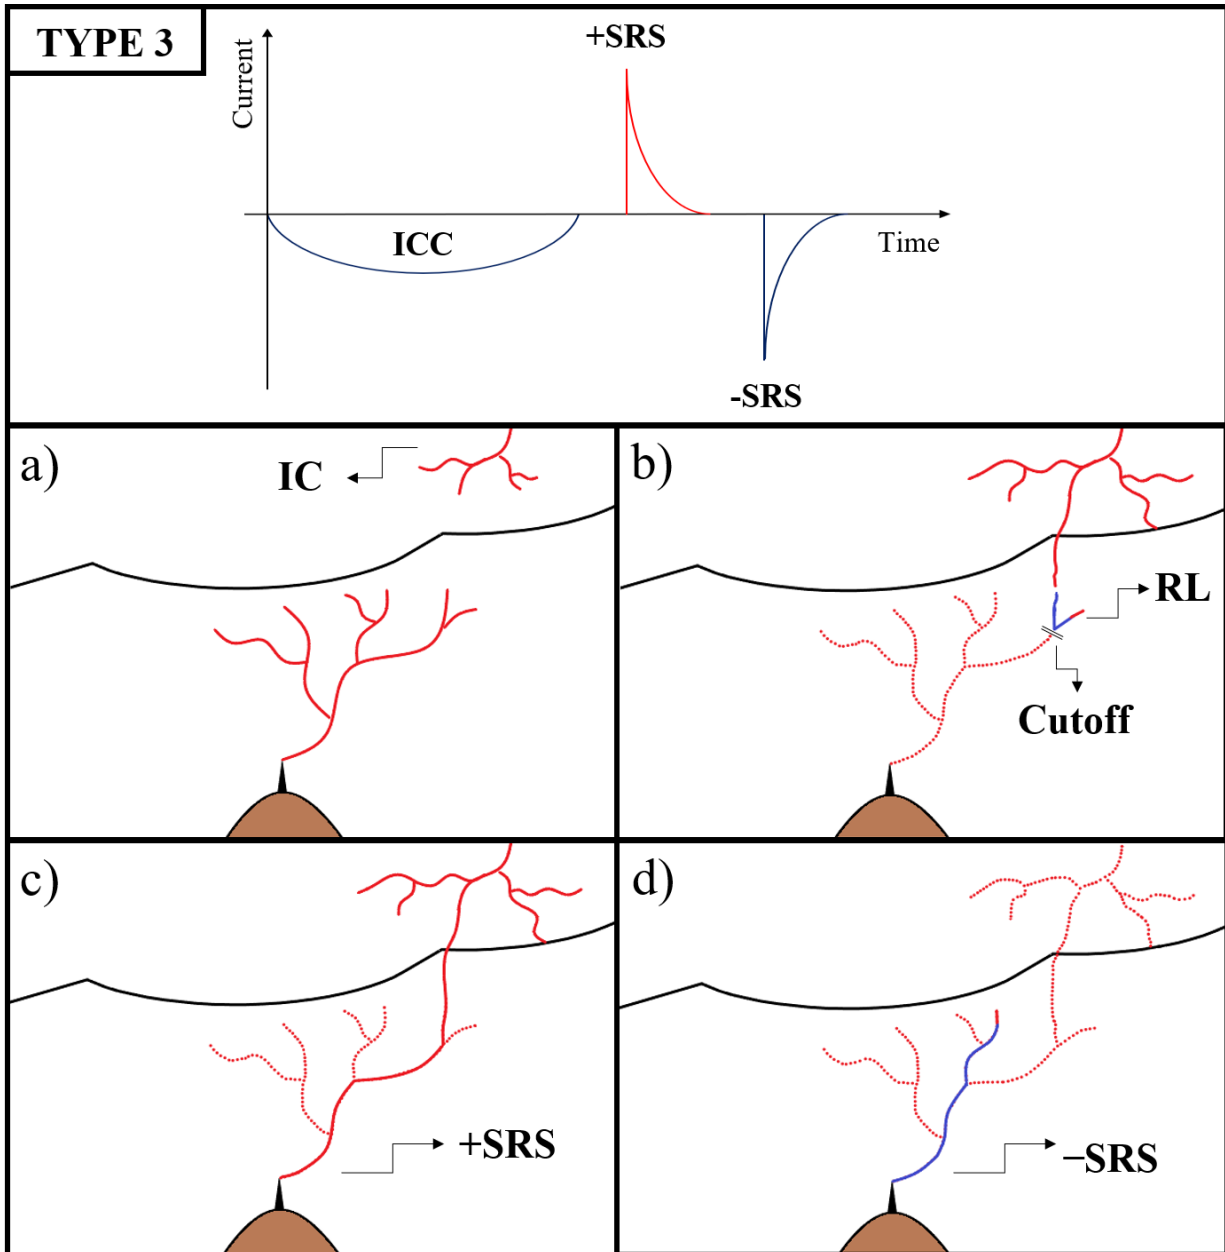 TYPE 3
Current
+SRS
ICC
Time
-SRS
a)
IC
b)
RL
Cutoff
c)
+SRS
d)
–SRS